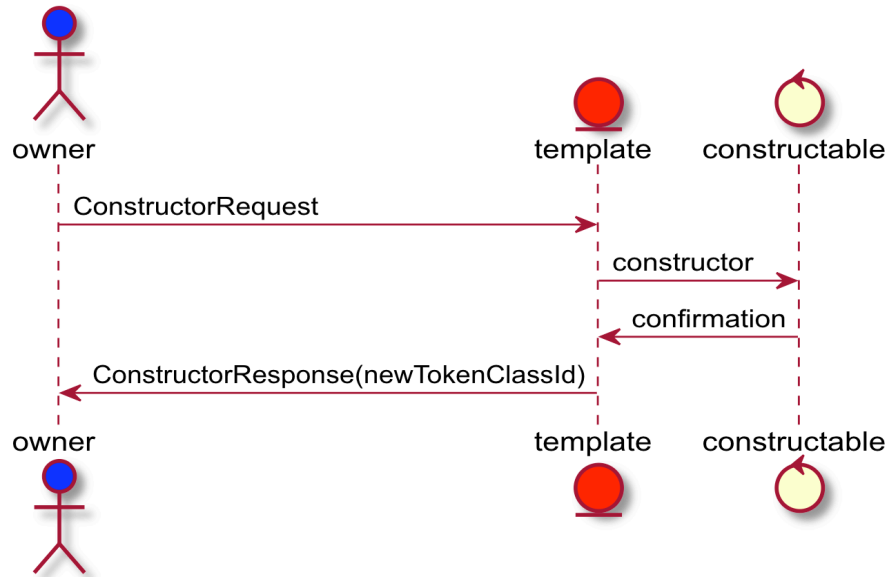 owner template constructable
ConstructorRequest
constructor
confirmation
ConstructorResponse(newTokenClassId)
owner template constructable